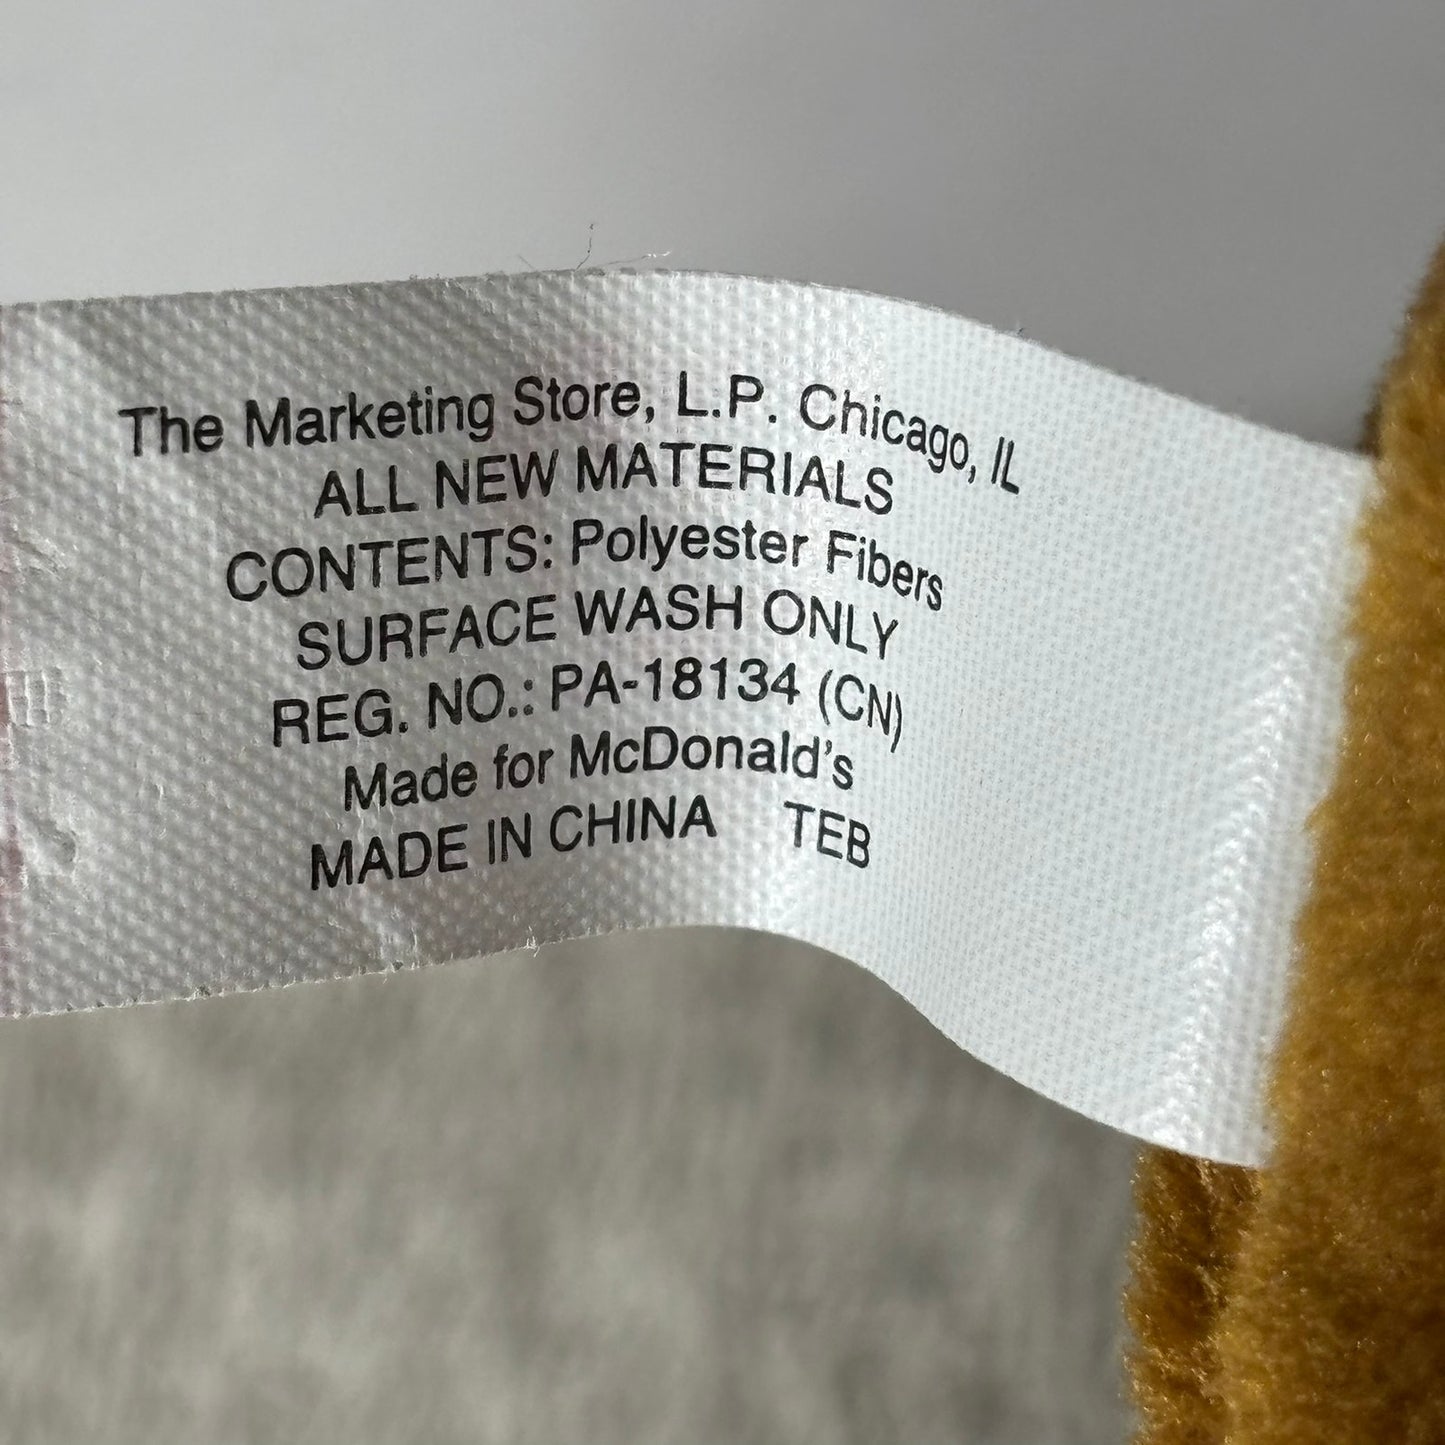 The Marketing Store, L.P. Chicago, IL
ALL NEW MATERIALS
CONTENTS: Polyester Fibers
SURFACE WASH ONLY
REG. NO.: PA-18134 (CN)
Made for McDonald's
MADE IN CHINA TEB